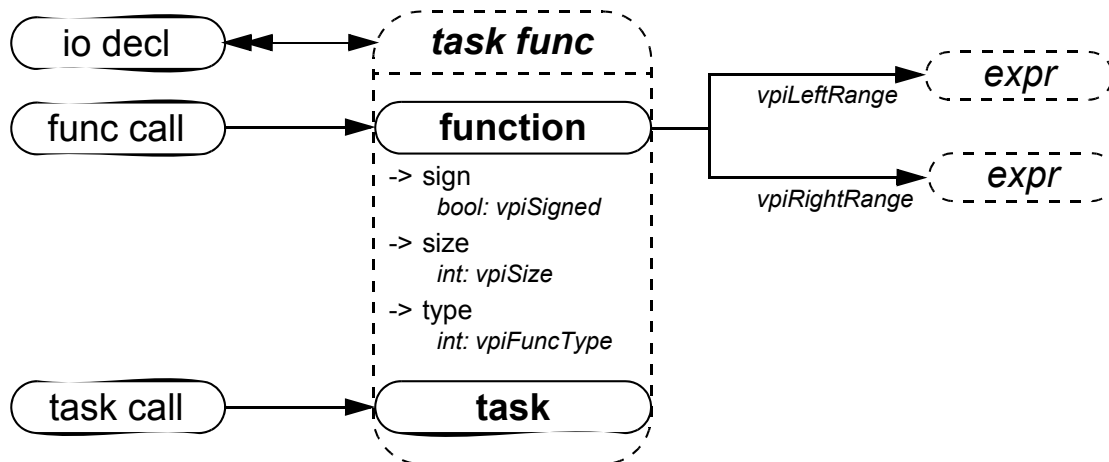 io decl
task func
expr
vpiLeftRange
func call
function
expr
vpiRightRange
-> sign
bool: vpiSigned
-> size
int: vpiSize
-> type
int: vpiFuncType
task call
task